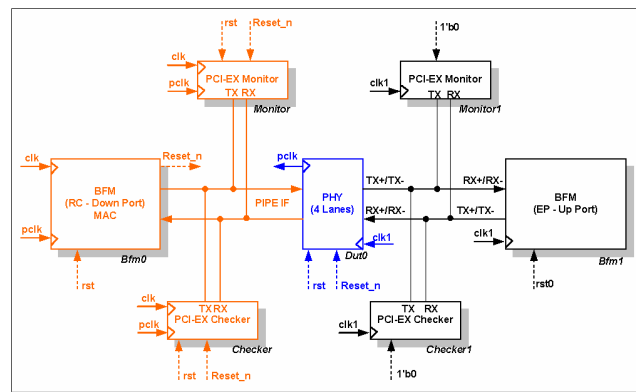 rst Reset_n
1'b0
clk
PCI-EX Monitor
pclk
TX RX
Monitor
PCI-EX Monitor
clk1
TX RX
Monitor1
clk
Reset_n
BFM
(RC - Down Port)
MAC
pclk
Bfm0
rst
PIPE IF
pclk
PHY
(4 Lanes)
clk1
Dut0
rst Reset_n
TX+/TX- RX+/RX-
RX+/RX- TX+/TX-
BFM
(EP - Up Port)
clk1
Bfm1
rst0
clk
TX RX
PCI-EX Checker
pclk
Checker
rst Reset_n
TX RX
PCI-EX Checker
clk1
Checker1
1'b0